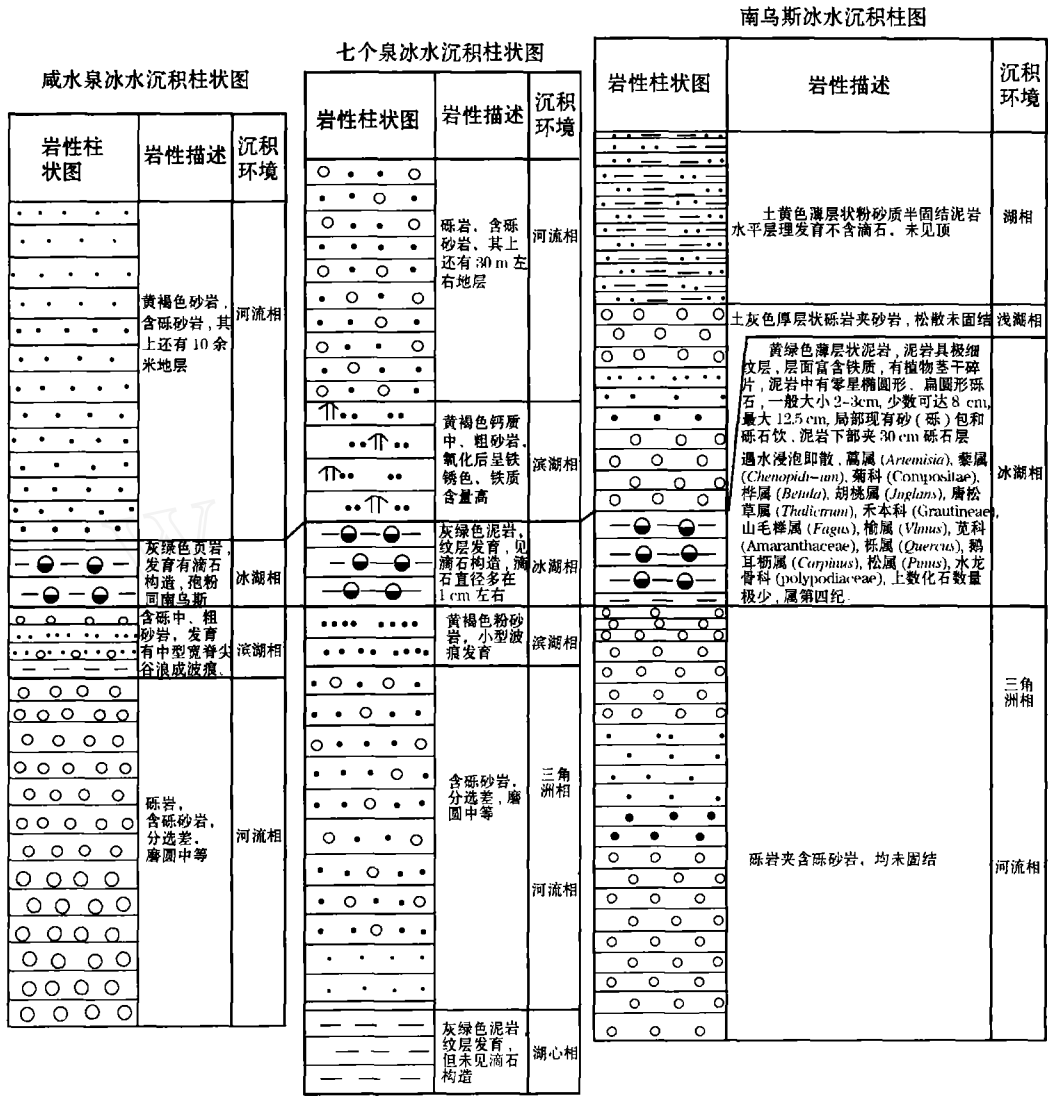 咸水泉冰水沉积柱状图
岩性柱
状图
岩性描述
沉积
环境
黄褐色砂岩,
含砾砂岩,其
上还有10余
米地层
河流相
灰绿色页岩,
发育有滴石
构造,孢粉
同南乌斯
冰湖相
含砾中、粗
砂岩,发育
有中型宽脊尖
谷浪成波痕.
滨湖相
砾岩,
含砾砂岩,
分选差,
磨圆中等
河流相
七个泉冰水沉积柱状图
岩性柱状图
岩性描述
沉积
环境
砾岩、含砾
砂岩,其上
还有30 m左
右地层
河流相
黄褐色钙质
中、粗砂岩,
氧化后呈铁
锈色,铁质
含量高
滨湖相
灰绿色泥岩,
纹层发育,见
滴石构造,滴
石直径多在
1 cm左右
冰湖相
黄褐色粉砂
岩,小型波
痕发育
滨湖相
含砾砂岩,
分选差,磨
圆中等
三角
洲相
河流相
灰绿色泥岩
纹层发育,
但未见滴石
构造
湖心相
南乌斯冰水沉积柱图
岩性柱状图
岩性描述
沉积
环境
土黄色薄层状粉砂质半固结泥岩
水平层理发育不含滴石,未见顶
湖相
土灰色厚层状砾岩夹砂岩,松散未固结
浅湖相
黄绿色薄层状泥岩,泥岩具极细
纹层,层面富含铁质,有植物茎干碎
片,泥岩中有零星椭圆形、扁圆形砾
石,一般大小2~3cm,少数可达8 cm,
最大12.5 cm,局部现有砂(砾)包和
砾石饮,泥岩下部夹30 cm砾石层
遇水浸泡即散,蒿属(Artemisia),藜属
(Chenopidi-um),菊科(Compositae),
桦属(Betula),胡桃属(Juglans),唐松
草属(Thalictrum),禾本科(Grautineae),
山毛榉属(Fagus),榆属(Vlmus),苋科
(Amaranthaceae),栎属(Quercus),鹅
耳枥属(Carpinus),松属(Pinus),水龙
骨科(polypodiaceae),上数化石数量
极少,属第四纪.
冰湖相
三角
洲相
砾岩夹含砾砂岩,均未固结
河流相